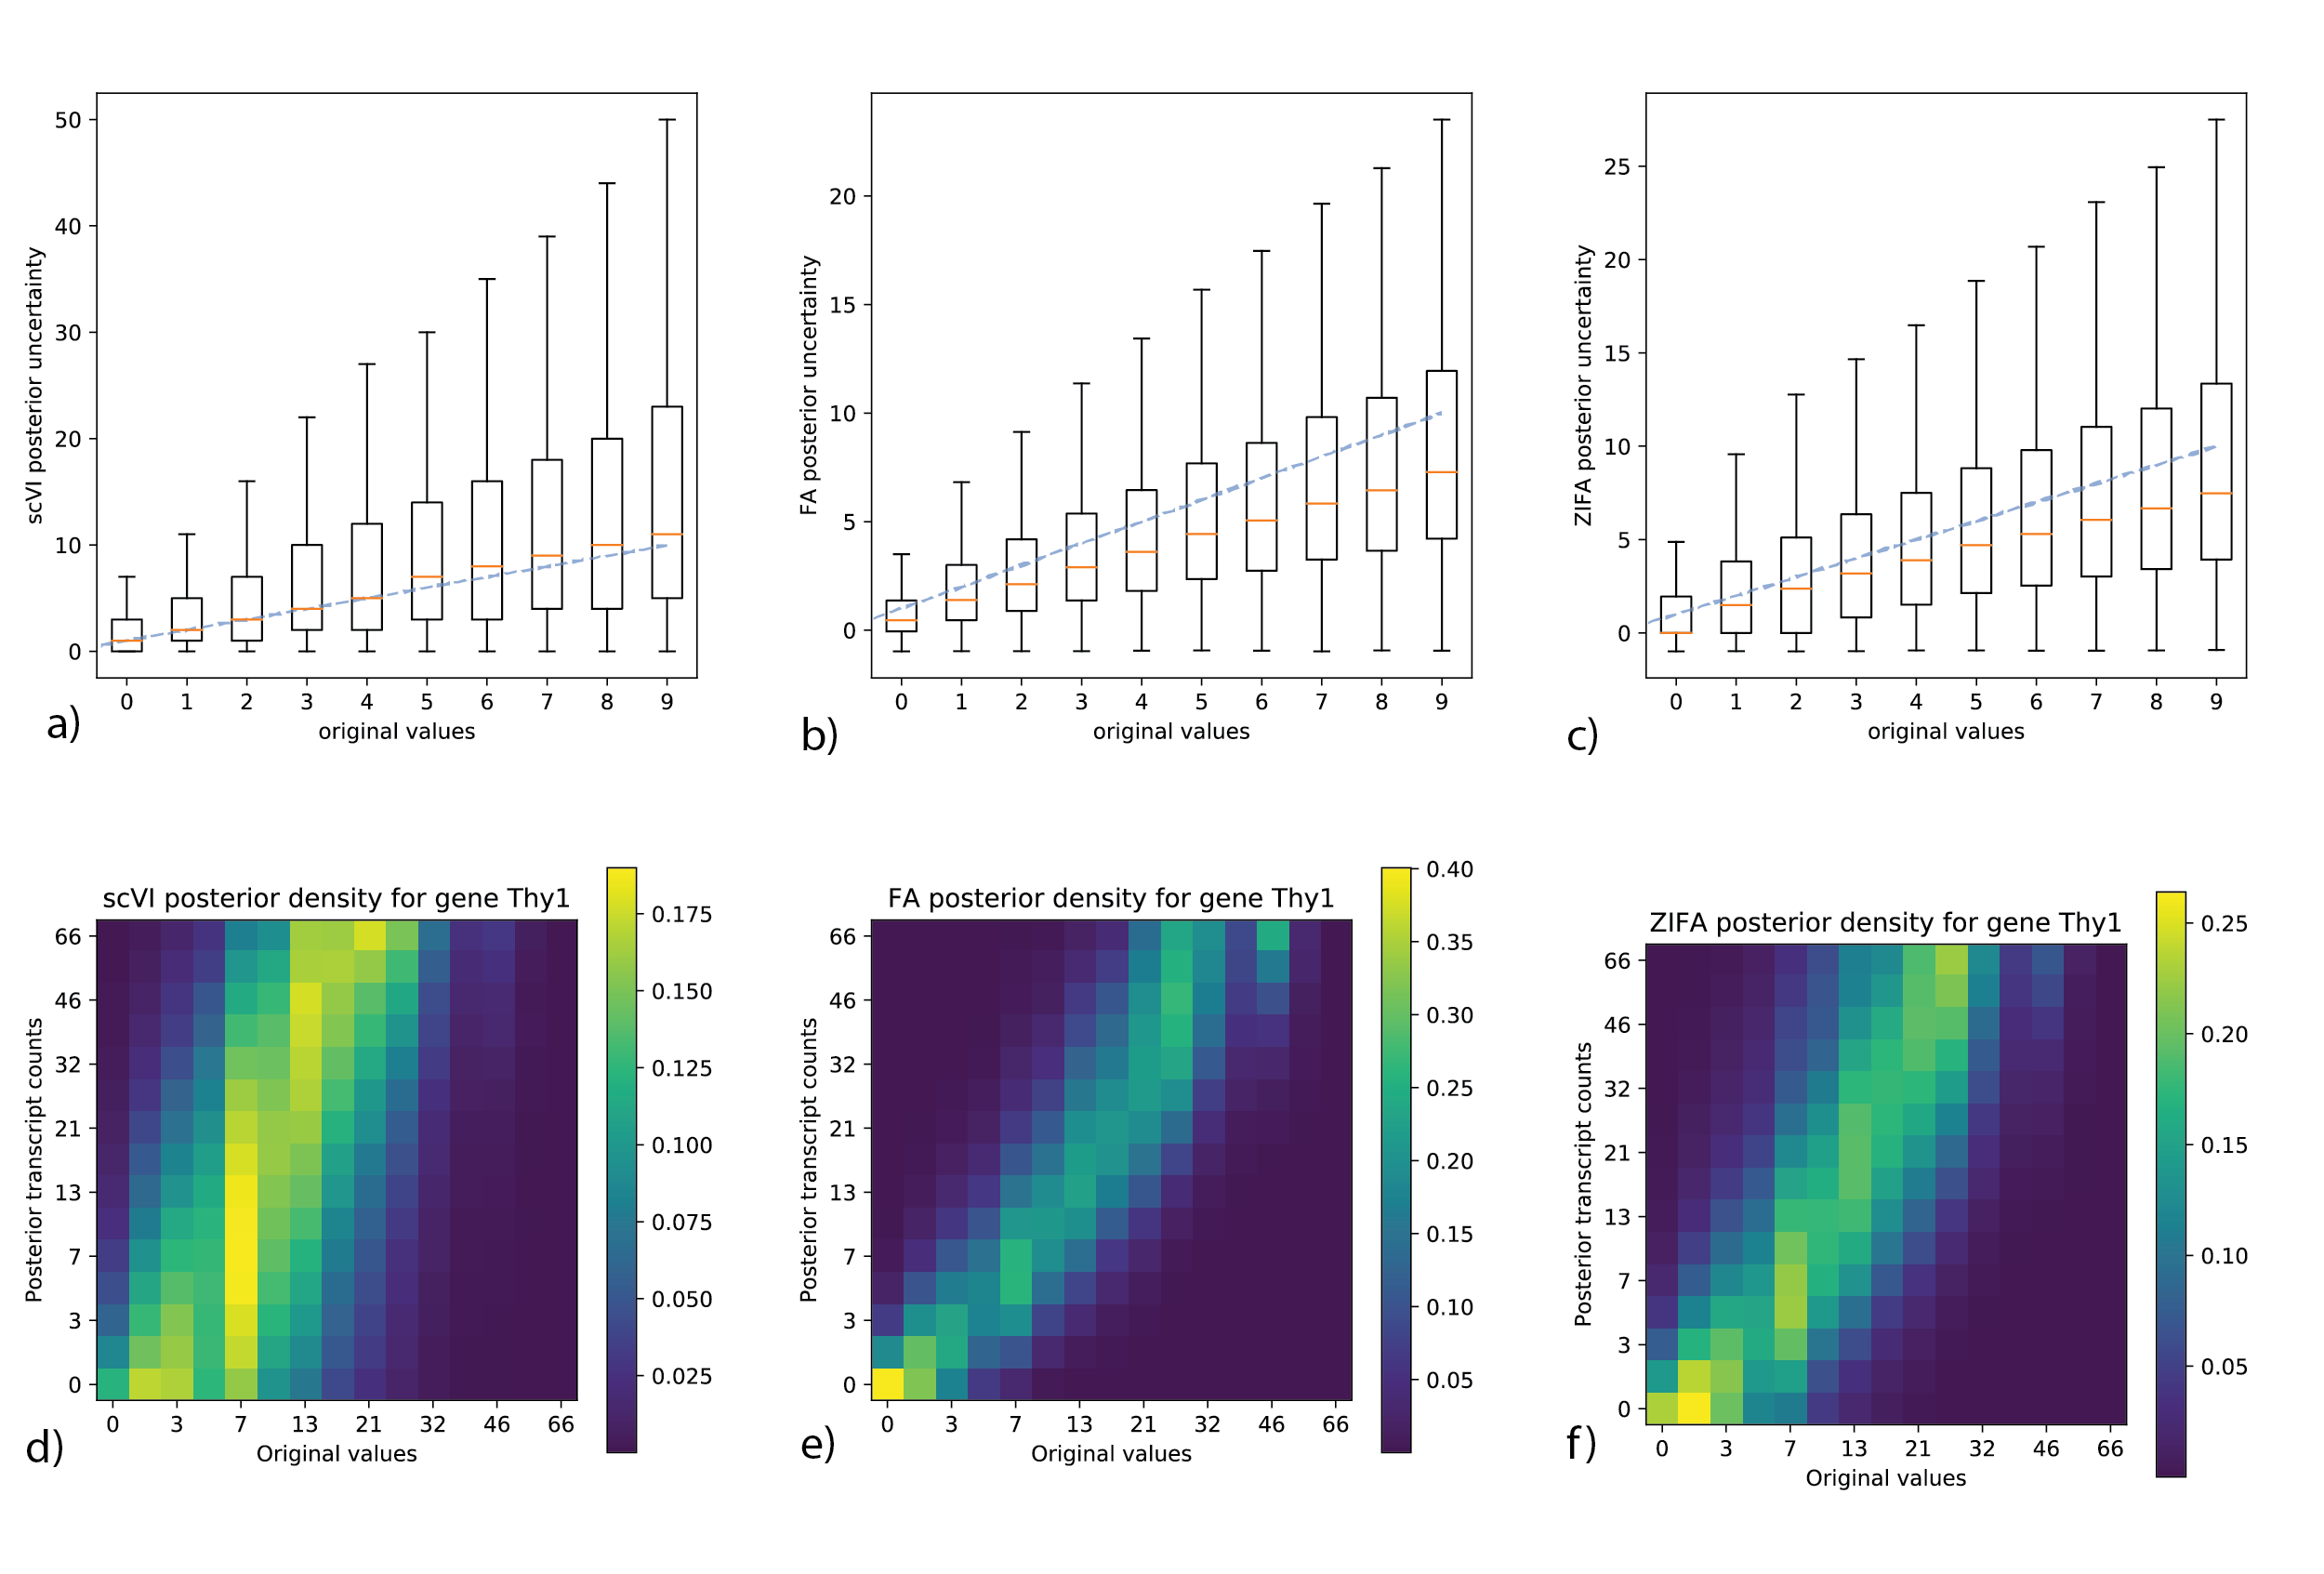 50
40
30
20
10
0
scVI posterior uncertainty
0 1 2 3 4 5 6 7 8 9
original values
a)
20
15
10
5
0
FA posterior uncertainty
0 1 2 3 4 5 6 7 8 9
original values
b)
25
20
15
10
5
0
ZIFA posterior uncertainty
0 1 2 3 4 5 6 7 8 9
original values
c)
scVI posterior density for gene Thy1
66
46
32
21
13
7
3
0
Posterior transcript counts
0 3 7 13 21 32 46 66
Original values
0.175
0.150
0.125
0.100
0.075
0.050
0.025
d)
FA posterior density for gene Thy1
66
46
32
21
13
7
3
0
Posterior transcript counts
0 3 7 13 21 32 46 66
Original values
0.40
0.35
0.30
0.25
0.20
0.15
0.10
0.05
e)
ZIFA posterior density for gene Thy1
66
46
32
21
13
7
3
0
Posterior transcript counts
0 3 7 13 21 32 46 66
Original values
0.25
0.20
0.15
0.10
0.05
f)